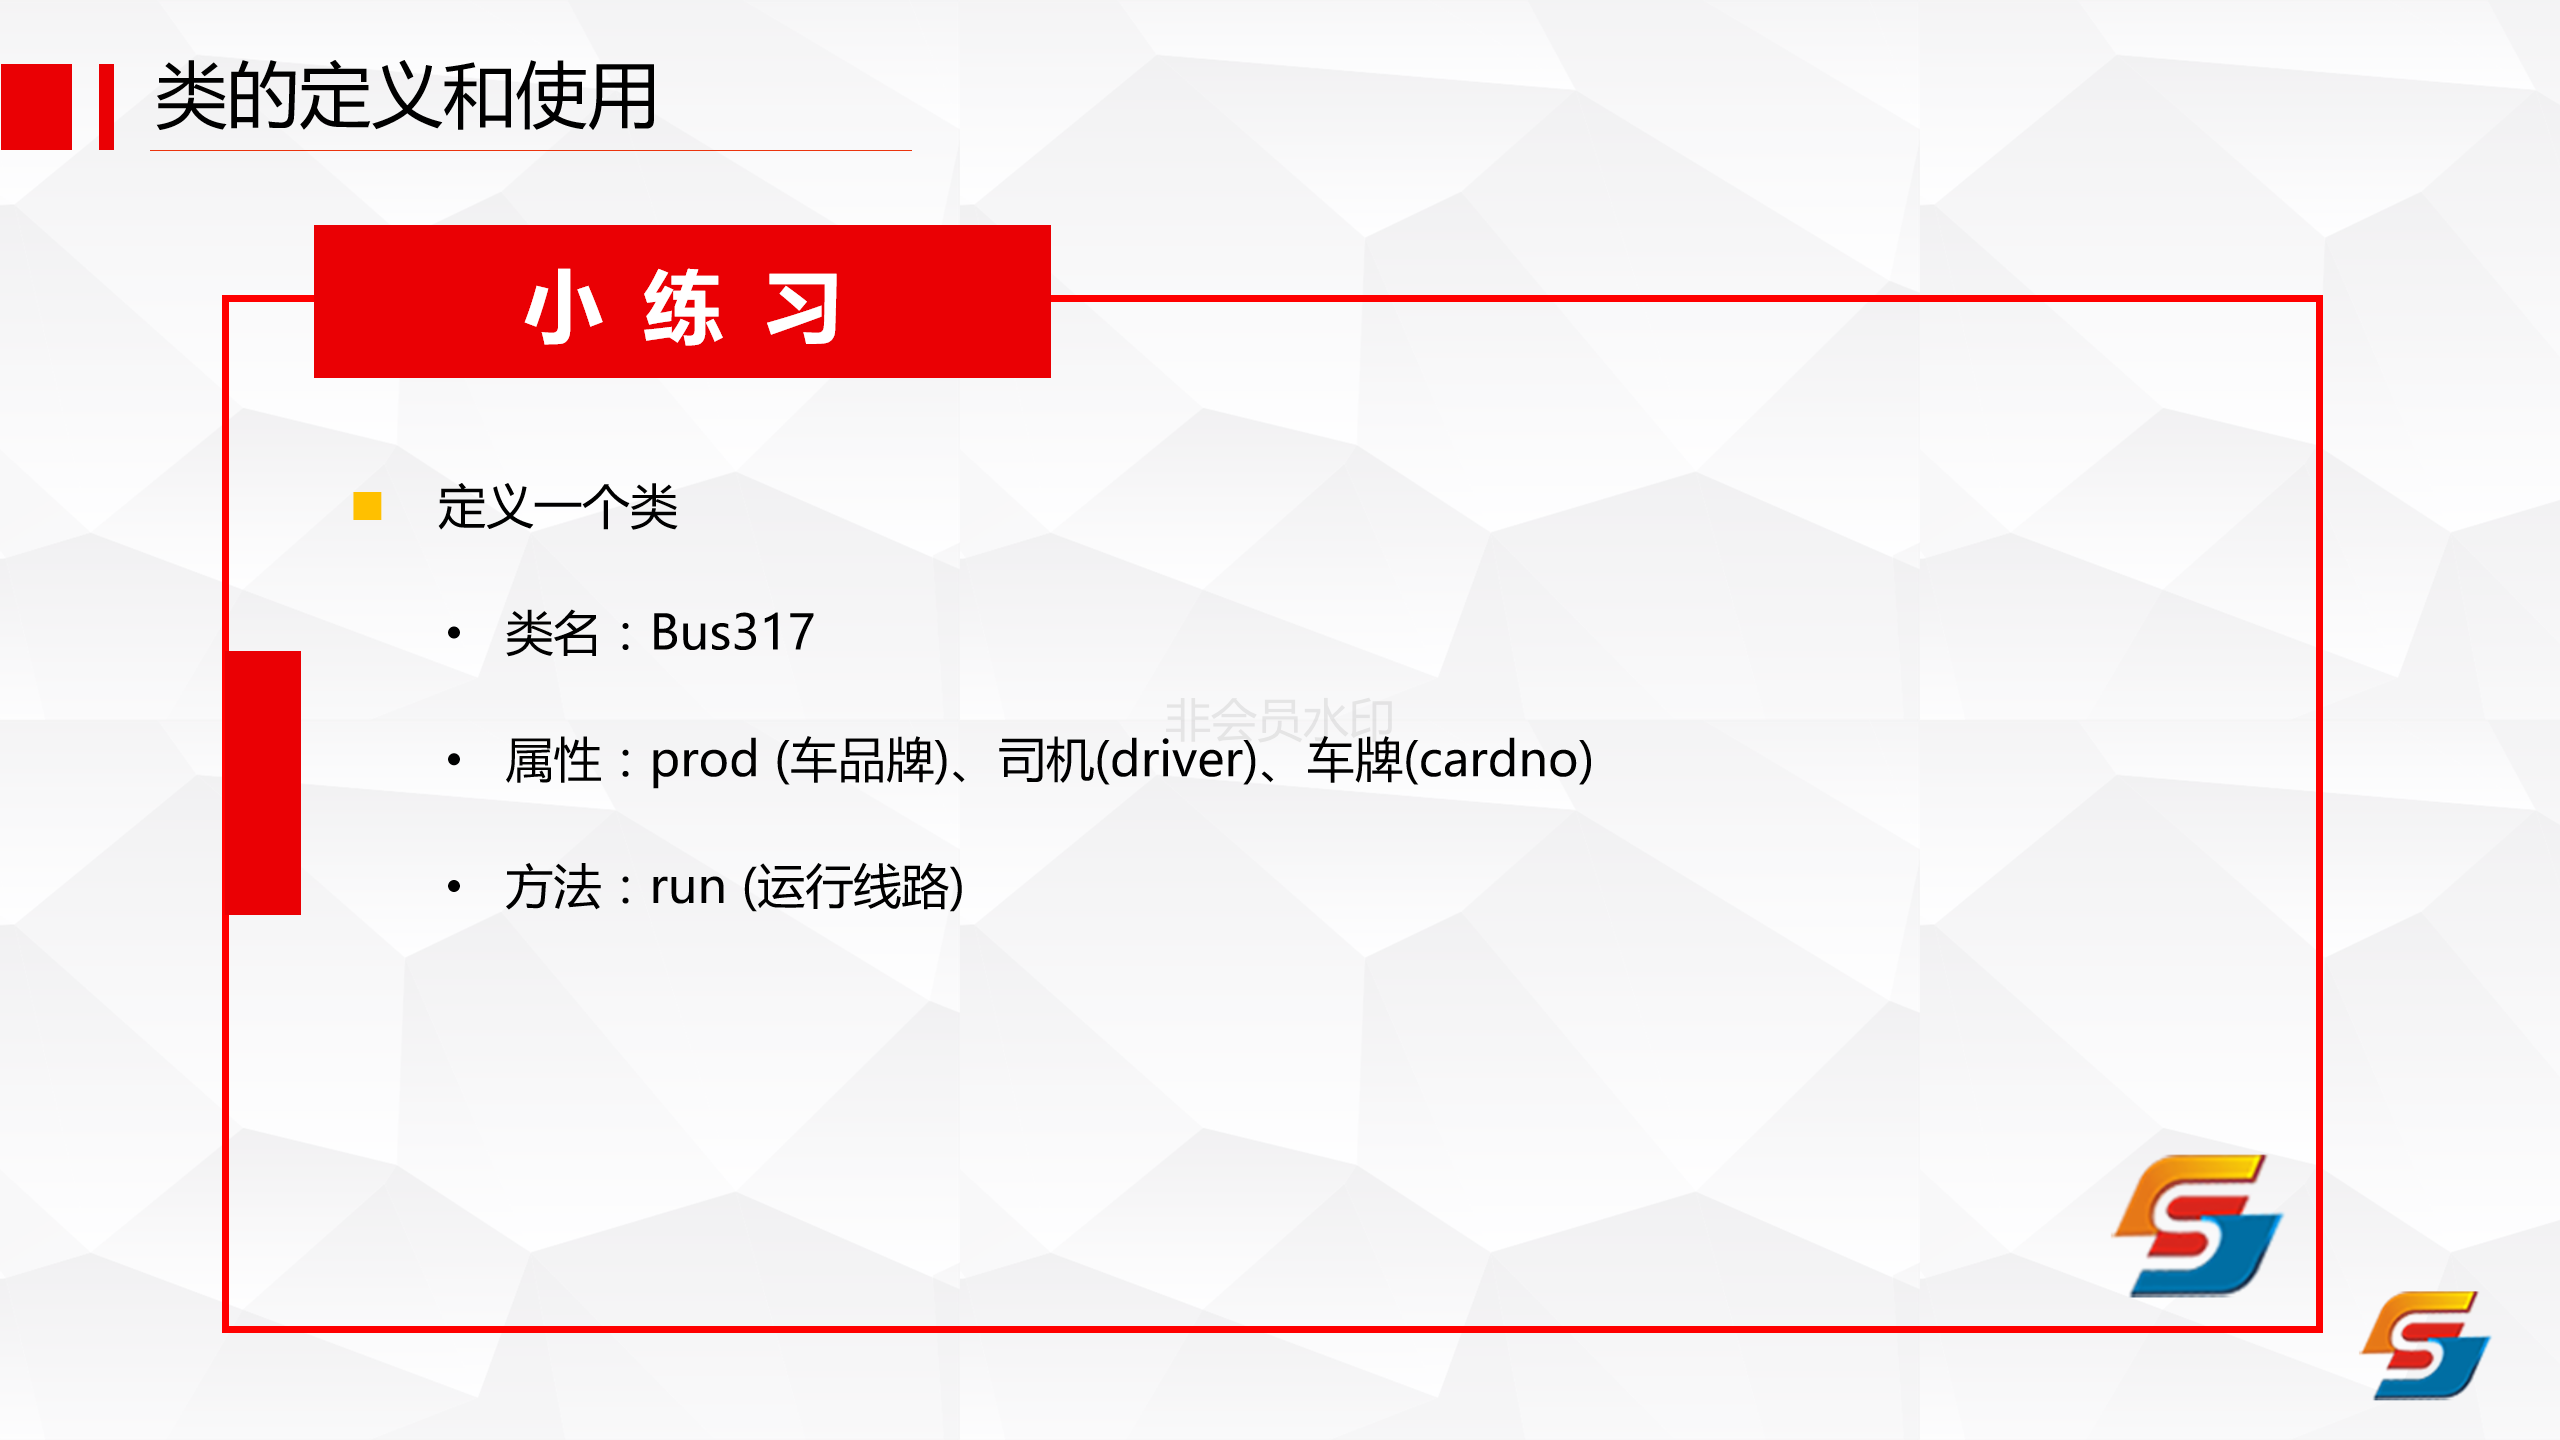 类的定义和使用
小 练 习
定义一个类
• 类名：Bus317
非会员水印
• 属性：prod (车品牌)、司机(driver)、车牌(cardno)
• 方法：run (运行线路)